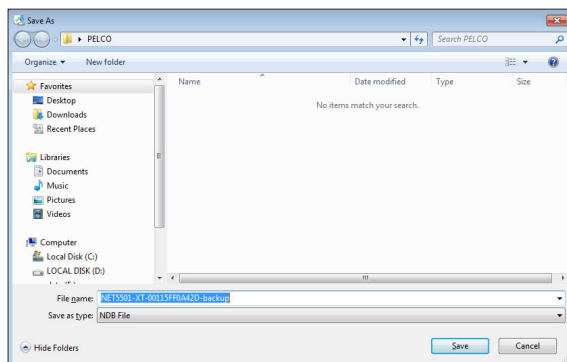 Save As
PELCO
Search PELCO
Organize
New folder
Name
Date modified
Type
Size
Favorites
Desktop
Downloads
Recent Places
No items match your search.
Libraries
Documents
Music
Pictures
Videos
Computer
Local Disk (C:)
LOCAL DISK (D:)
File name: NET5501-XT-00115FF0A42D-backup
Save as type: NDB File
Hide Folders
Save
Cancel